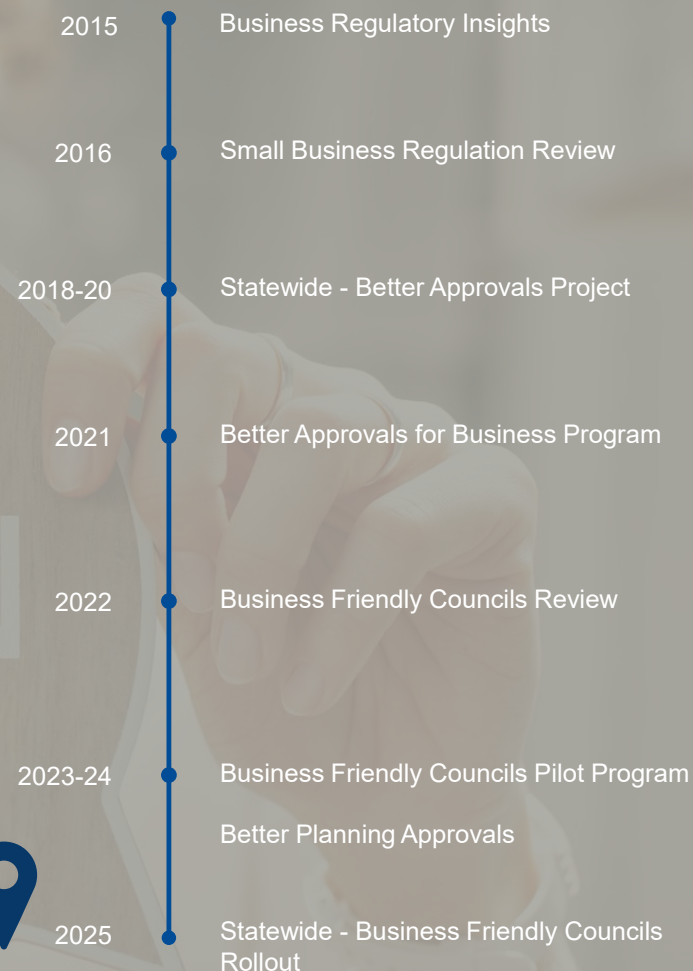 2015 Business Regulatory Insights
2016 Small Business Regulation Review
2018-20 Statewide - Better Approvals Project
2021 Better Approvals for Business Program
2022 Business Friendly Councils Review
2023-24 Business Friendly Councils Pilot Program
Better Planning Approvals
2025 Statewide - Business Friendly Councils
Rollout